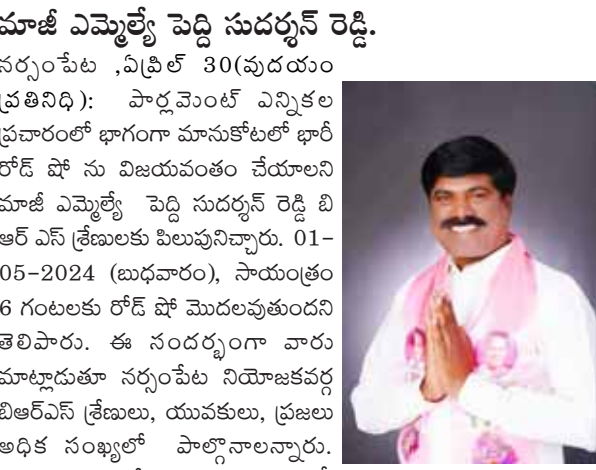 మాజీ ఎమ్మెల్యే పెద్ది సుదర్శన్ రెడ్డి.
నర్సంపేట ,ఏప్రిల్ 30(వుదయం
ప్రతినిధి): పార్లమెంట్ ఎన్నికల
ప్రచారంలో భాగంగా మానుకోటలో భారీ
రోడ్ షో ను విజయవంతం చేయాలని
మాజీ ఎమ్మెల్యే పెద్ది సుదర్శన్ రెడ్డి బి
ఆర్ ఎస్ శ్రేణులకు పిలుపునిచ్చారు. 01-
05-2024 (బుధవారం), సాయంత్రం
6 గంటలకు రోడ్ షో మొదలవుతుందని
తెలిపారు. ఈ సందర్భంగా వారు
మాట్లాడుతూ నర్సంపేట నియోజకవర్గ
బిఆర్ఎస్ శ్రేణులు, యువకులు, ప్రజలు
అధిక సంఖ్యలో పాల్గొనాలన్నారు.